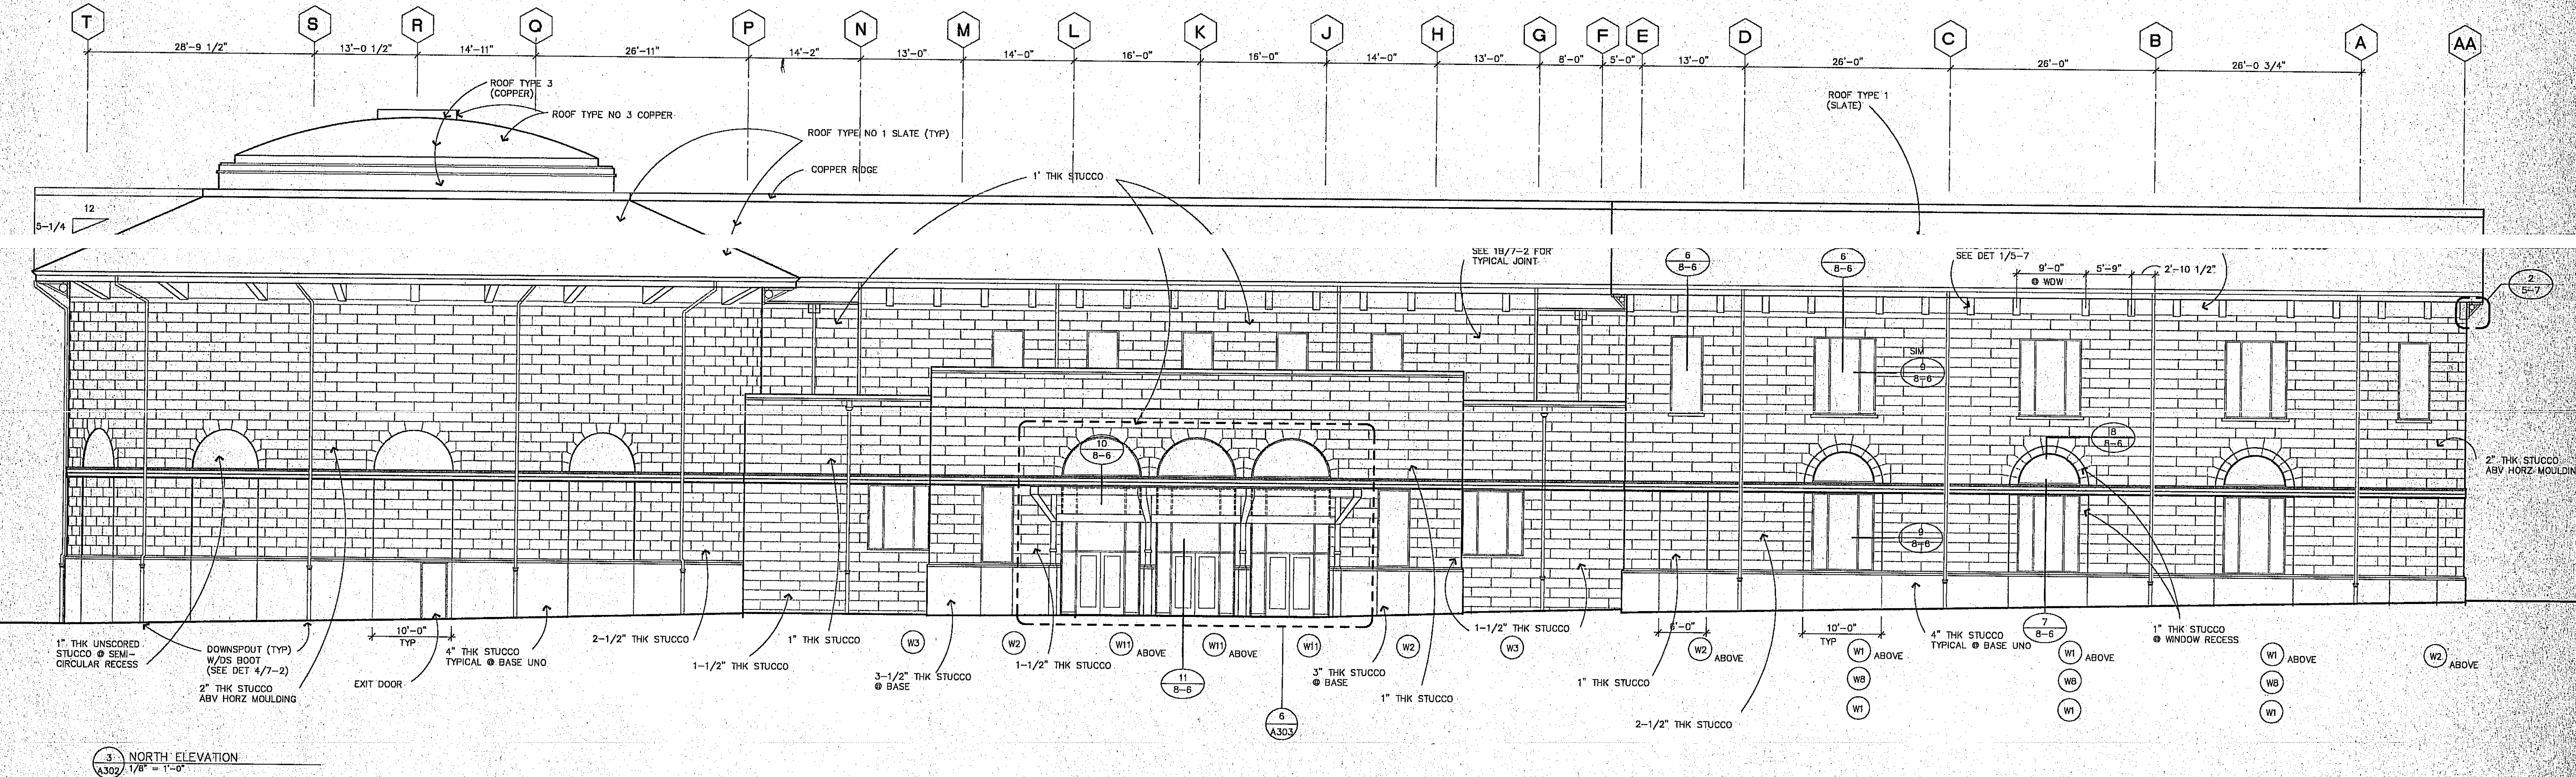 T S R Q P N M L K J H G F E D C B A AA
28'-9 1/2" 13'-0 1/2" 14'-11" 26'-11" 14'-2" 13'-0" 14'-0" 16'-0" 16'-0" 14'-0" 13'-0" 8'-0" 5'-0" 13'-0" 26'-0" 26'-0" 26'-0 3/4"
ROOF TYPE 3
(COPPER)
ROOF TYPE NO 3 COPPER
ROOF TYPE NO 1 SLATE (TYP)
COPPER RIDGE
1' THK STUCCO
ROOF TYPE 1
(SLATE)
12
5-1/4
SEE 18/7-2 FOR
TYPICAL JOINT
6
8-6
6
8-6
SEE DET 1/5-7
9'-0"
@ WDW
5'-9"
2'-10 1/2"
2
5-7
SIM
9
8-6
10
8-6
8
8-6
9
8-6
2" THK STUCCO
ABV HORZ MOULDIN
1" THK UNSCORED
STUCCO @ SEMI-
CIRCULAR RECESS
DOWNSPOUT (TYP)
W/DS BOOT
(SEE DET 4/7-2)
2" THK STUCCO
ABV HORZ MOULDING
10'-0"
TYP
EXIT DOOR
4" THK STUCCO
TYPICAL @ BASE UNO
2-1/2" THK STUCCO
1-1/2" THK STUCCO
1" THK STUCCO
W3
3-1/2" THK STUCCO
@ BASE
W2
1-1/2" THK STUCCO
W11 ABOVE
W11 ABOVE
W11
11
8-6
6
A303
3" THK STUCCO
@ BASE
W2
1" THK STUCCO
1-1/2" THK STUCCO
W3
1" THK STUCCO
6'-0"
W2 ABOVE
2-1/2" THK STUCCO
10'-0"
TYP
W1 ABOVE
W8
W1
4" THK STUCCO
TYPICAL @ BASE UNO
7
8-6
W1 ABOVE
W8
W1
1" THK STUCCO
@ WINDOW RECESS
W1 ABOVE
W8
W1
W2 ABOVE
3
A302
NORTH ELEVATION
1/8" = 1'-0"